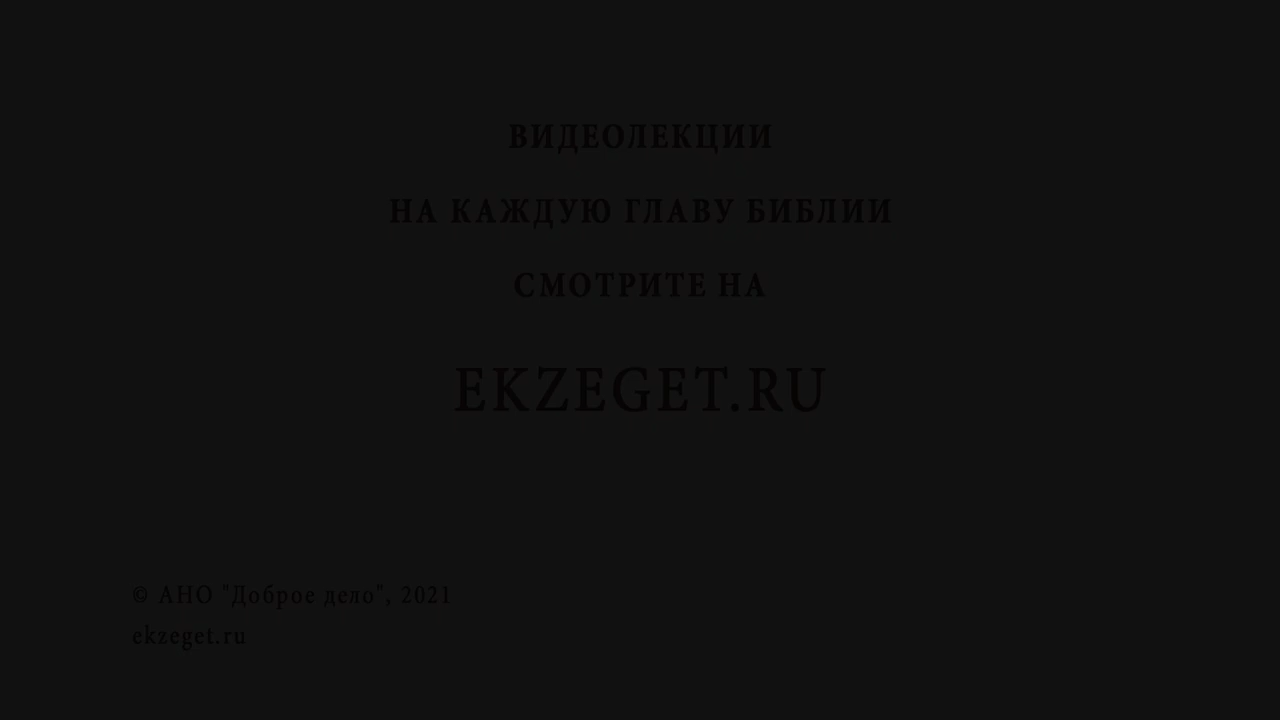 ВИДЕОЛЕКЦИИ
НА КАЖДУЮ ГЛАВУ БИБЛИИ
СМОТРИТЕ НА
EKZEGET.RU
© АНО "Доброе дело", 2021
ekzeget.ru